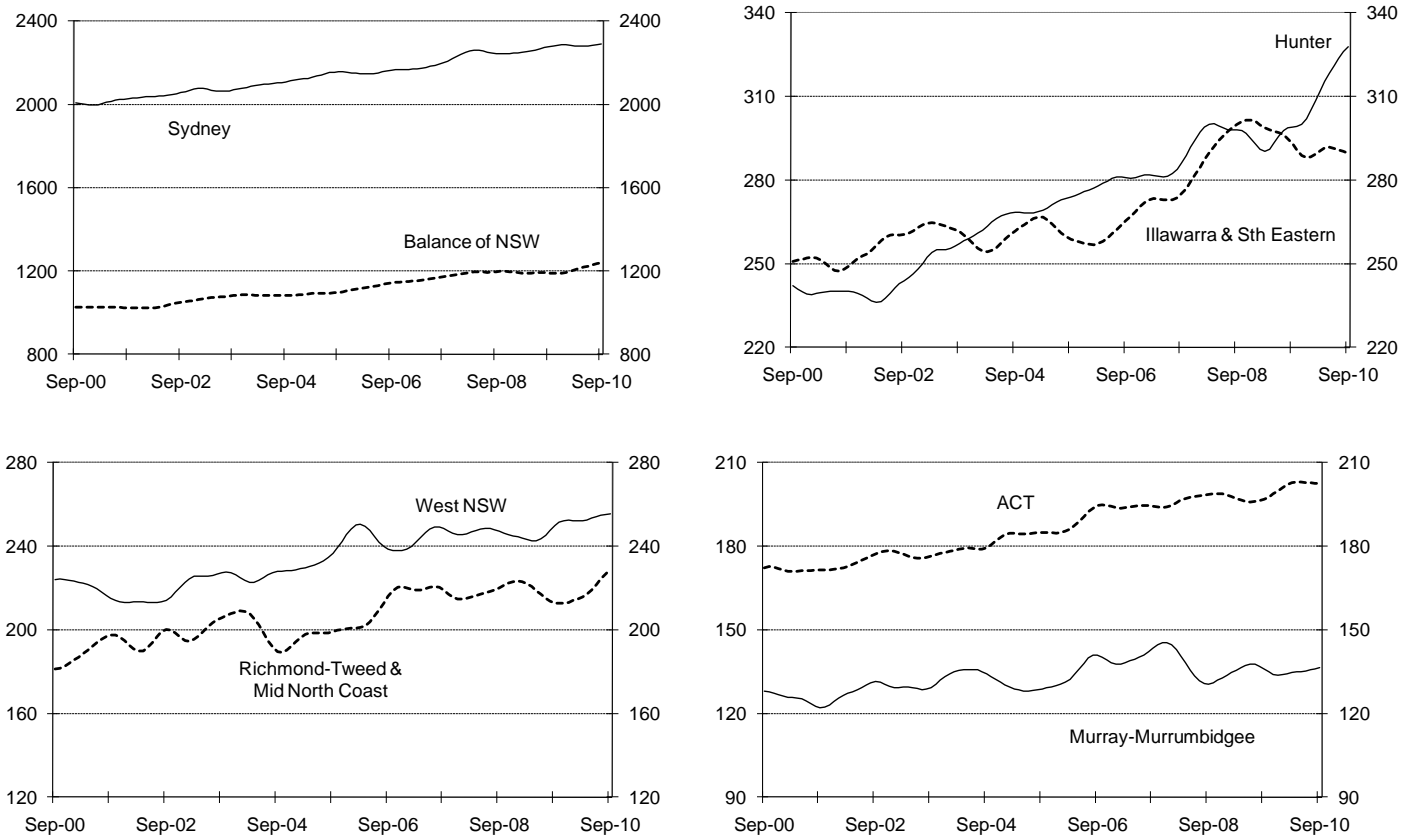 2400 2400
2000 2000
Sydney
1600 1600
Balance of NSW
1200 1200
800 800
Sep-00 Sep-02 Sep-04 Sep-06 Sep-08 Sep-10
340 340
Hunter
310 310
280 280
Illawarra & Sth Eastern
250 250
220 220
Sep-00 Sep-02 Sep-04 Sep-06 Sep-08 Sep-10
280 280
West NSW
240 240
200 200
Richmond-Tweed &
Mid North Coast
160 160
120 120
Sep-00 Sep-02 Sep-04 Sep-06 Sep-08 Sep-10
210 210
ACT
180 180
150 150
120 120
Murray-Murrumbidgee
90 90
Sep-00 Sep-02 Sep-04 Sep-06 Sep-08 Sep-10